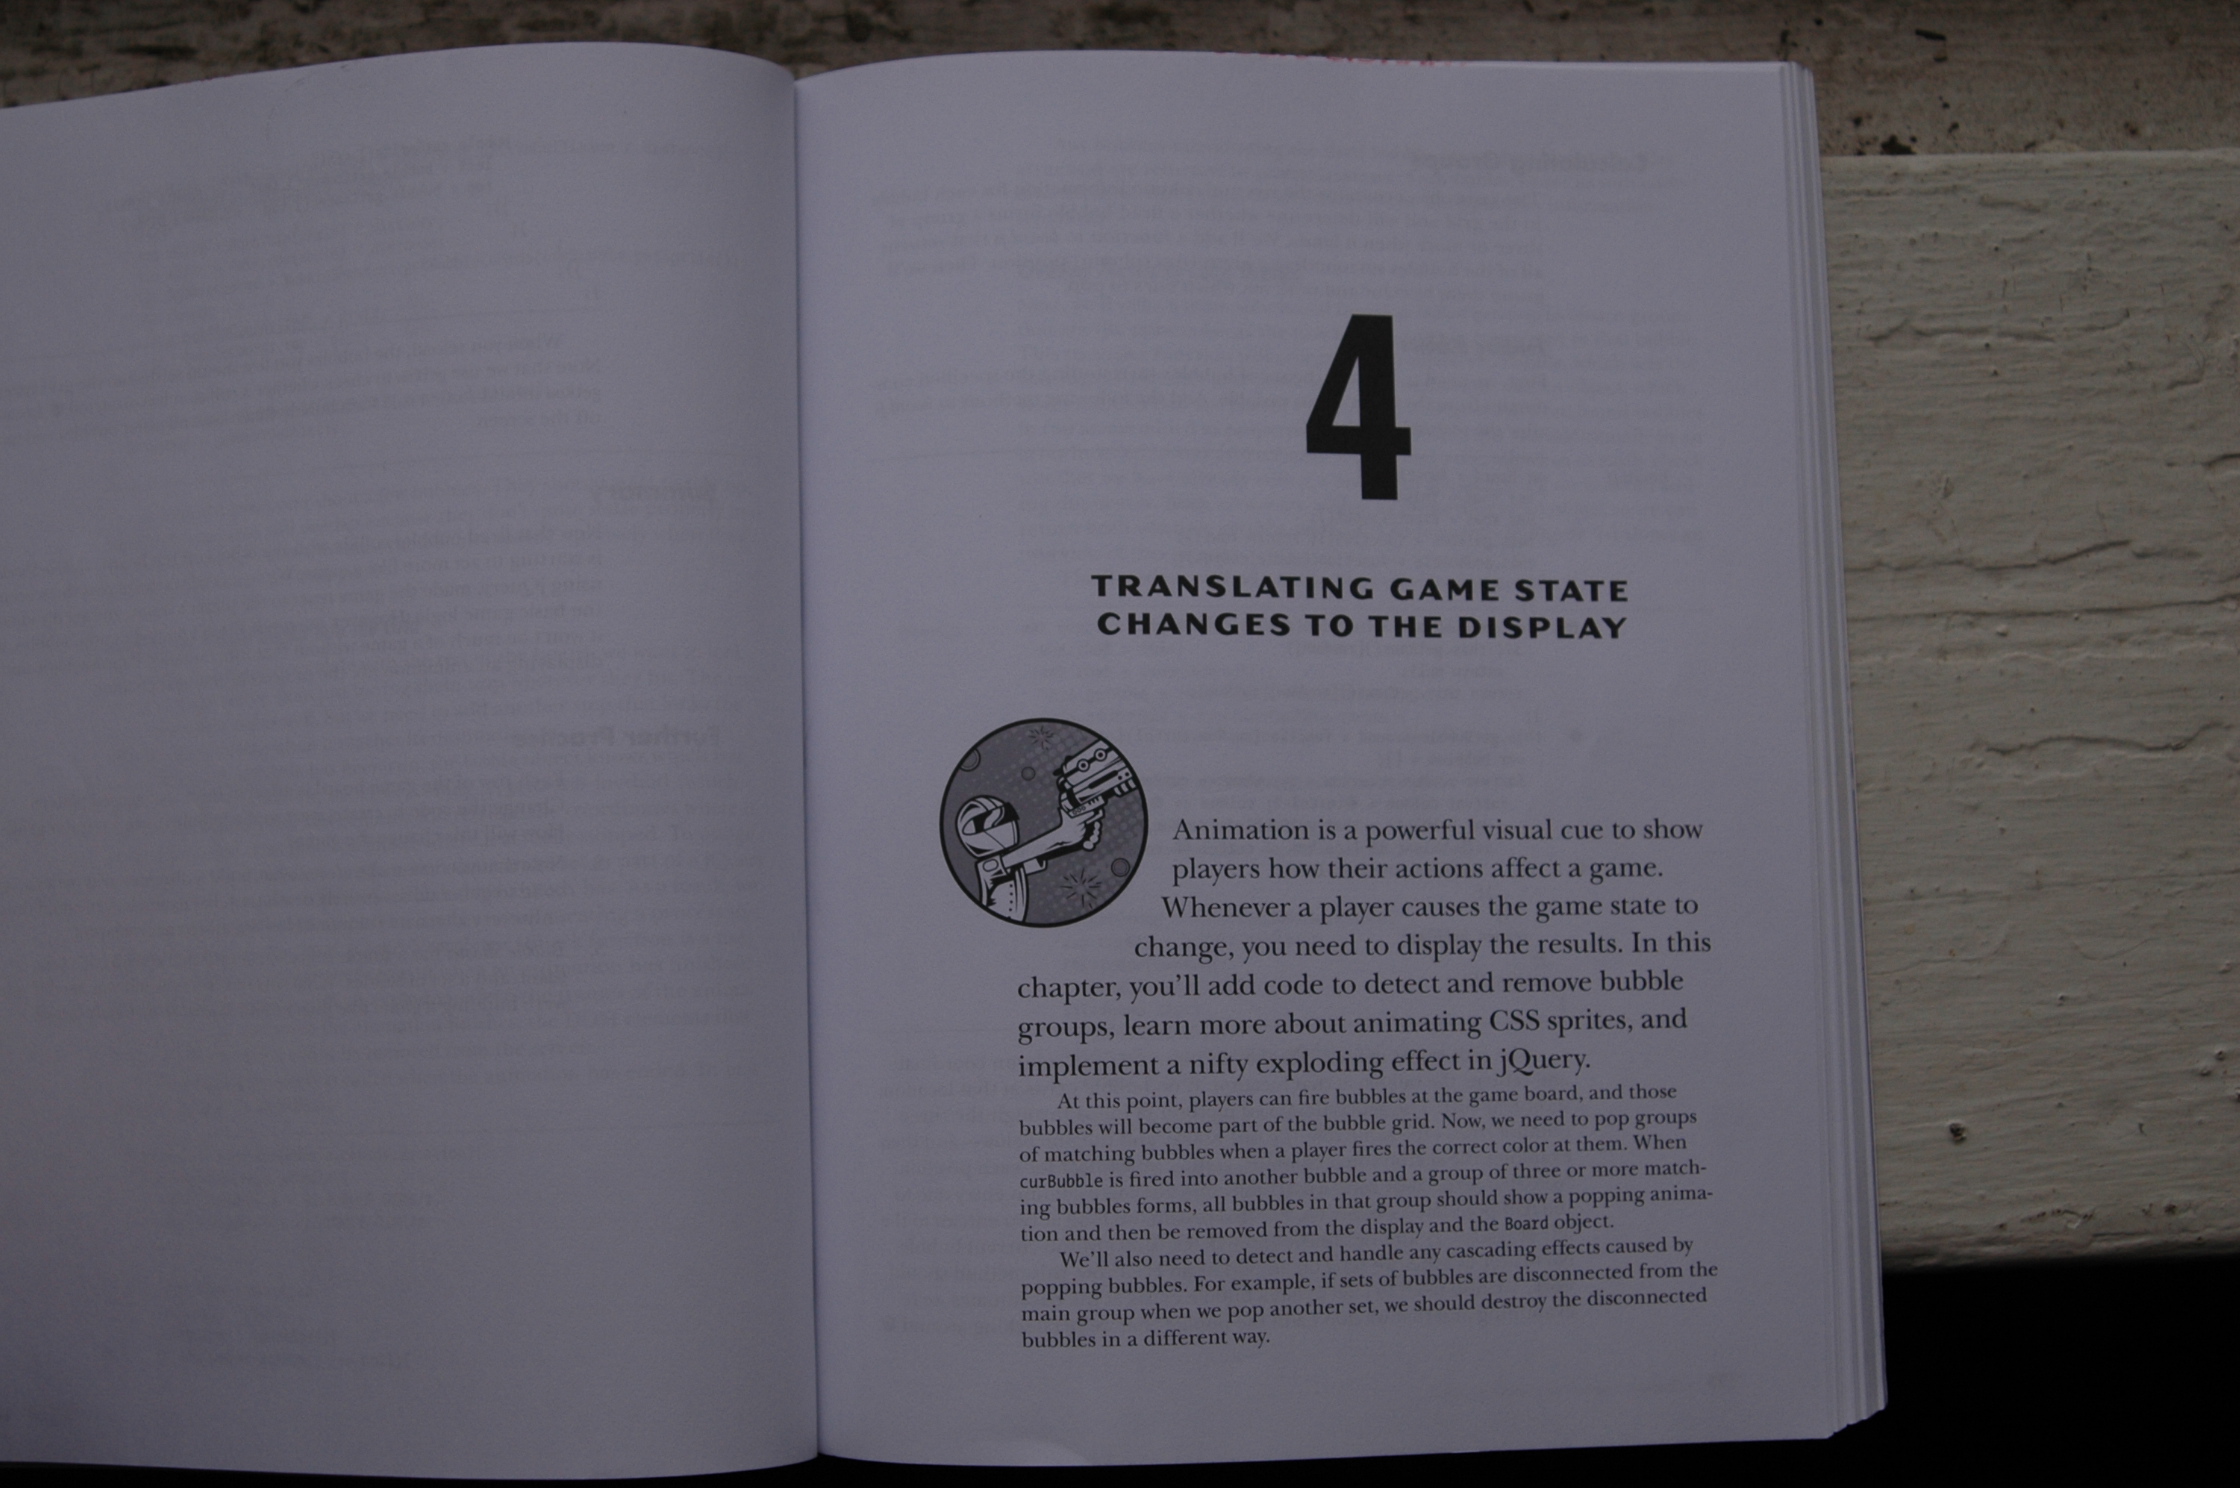 4
TRANSLATING GAME STATE
CHANGES TO THE DISPLAY
Animation is a powerful visual cue to show
players how their actions affect a game.
Whenever a player causes the game state to
change, you need to display the results. In this
chapter, you'll add code to detect and remove bubble
groups, learn more about animating CSS sprites, and
implement a nifty exploding effect in jQuery.
At this point, players can fire bubbles at the game board, and those
bubbles will become part of the bubble grid. Now, we need to pop groups
of matching bubbles when a player fires the correct color at them. When
curBubble is fired into another bubble and a group of three or more match-
ing bubbles forms, all bubbles in that group should show a popping anima-
tion and then be removed from the display and the Board object.
We'll also need to detect and handle any cascading effects caused by
popping bubbles. For example, if sets of bubbles are disconnected from the
main group when we pop another set, we should destroy the disconnected
bubbles in a different way.